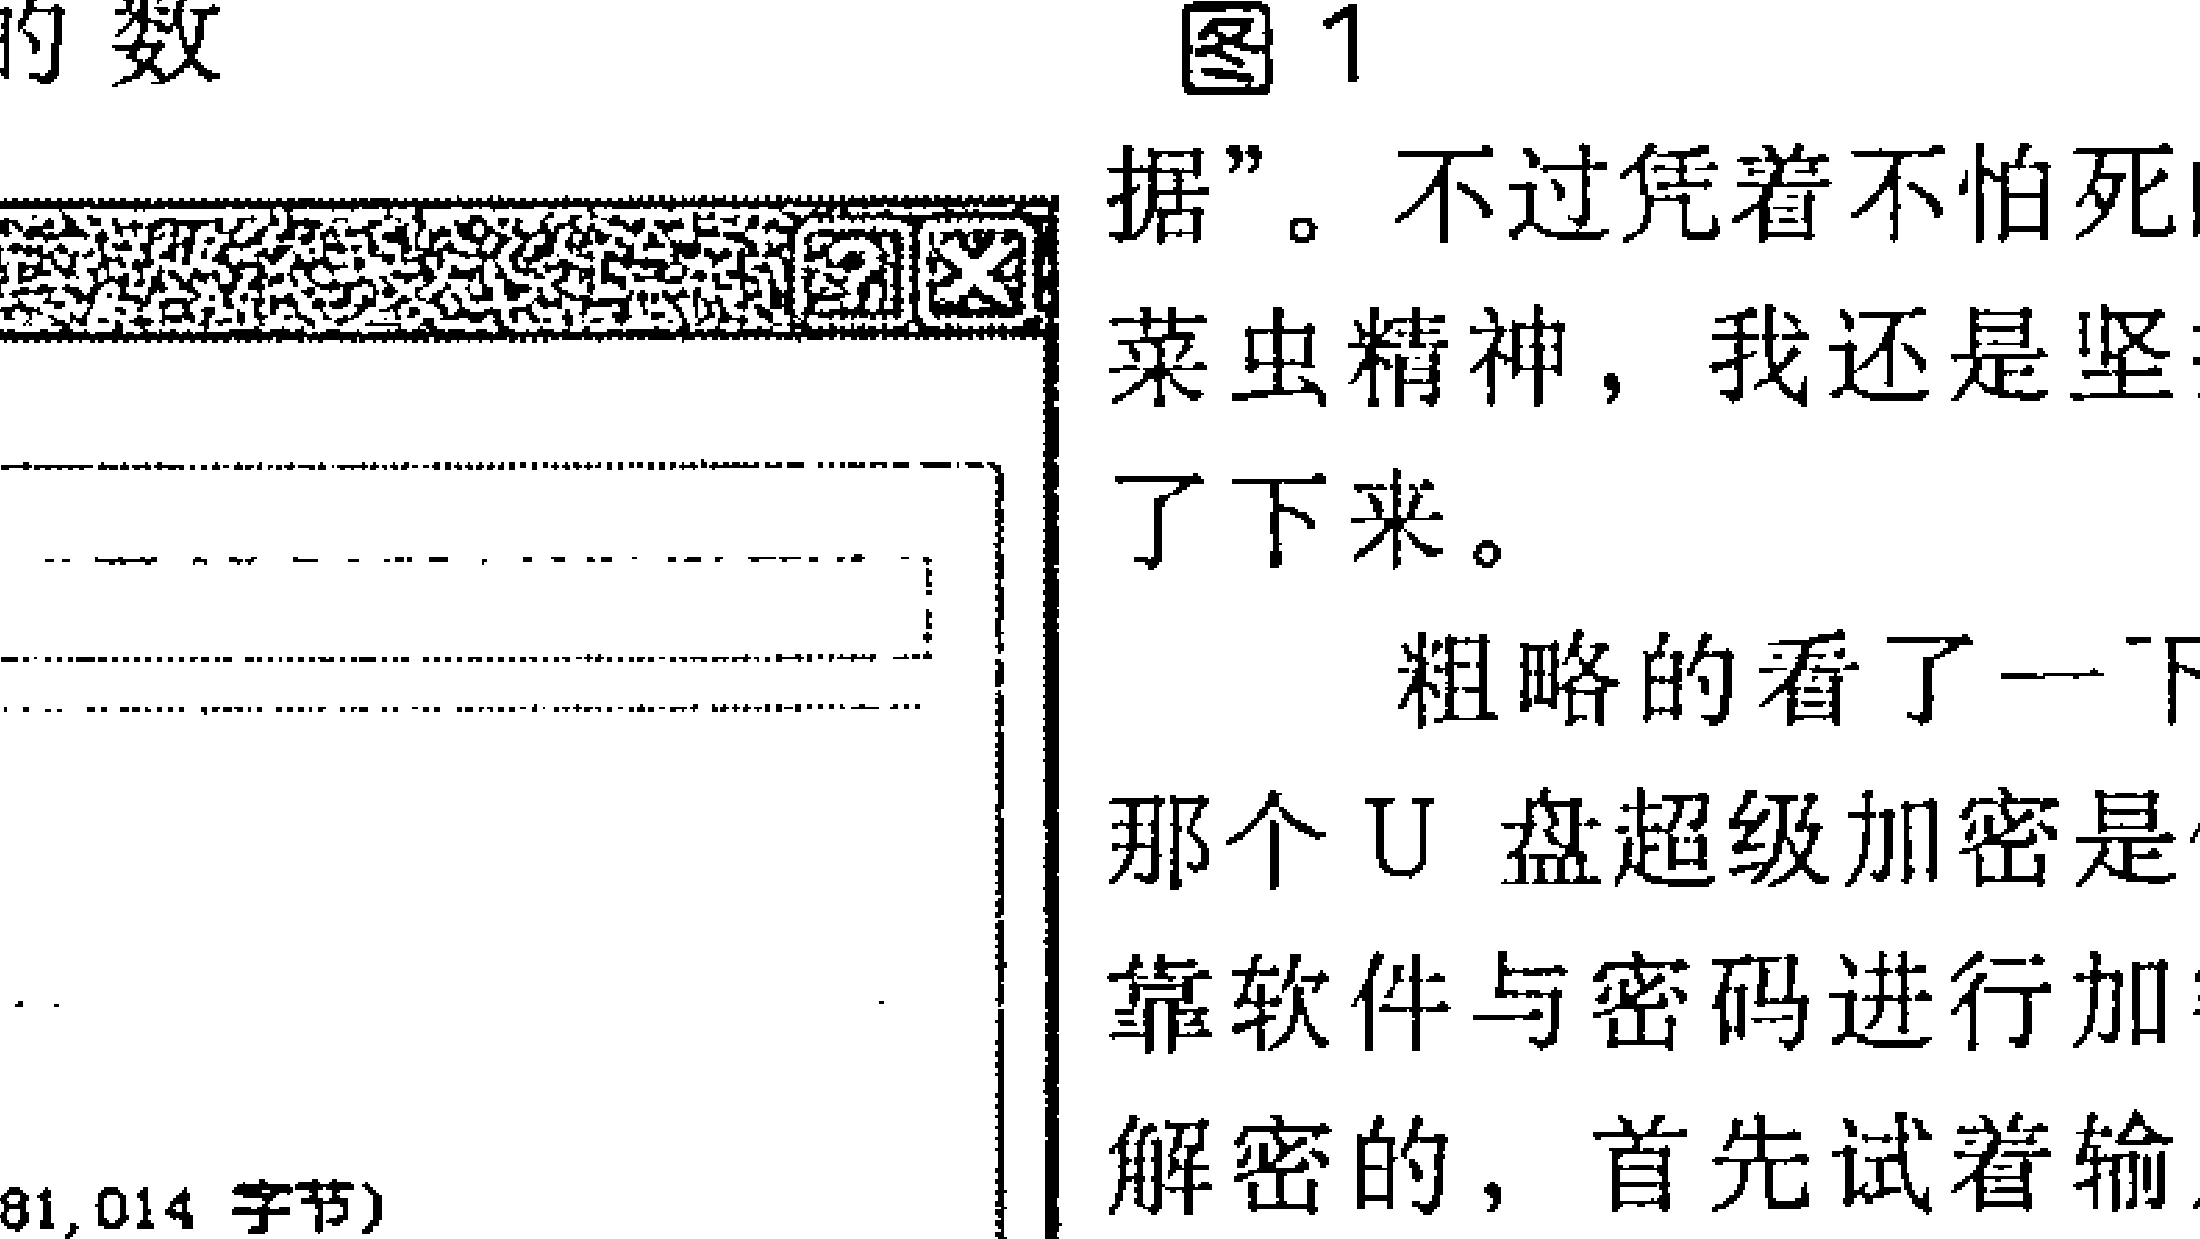 的数
81,014 字节)
图 1
据”。不过凭着不怕死
菜虫精神，我还是坚
了下来。
粗略的看了一下
那个 U 盘超级加密是
靠软件与密码进行加
解密的，首先试着输